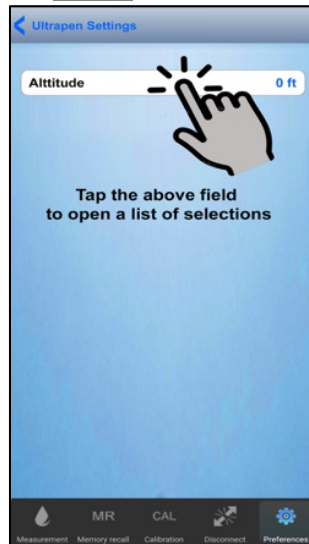 Ultrapen Settings
Alttitude 0 ft
Tap the above field
to open a list of selections
MR CAL
Measurement Memory recall Calibration Disconnect Preferences